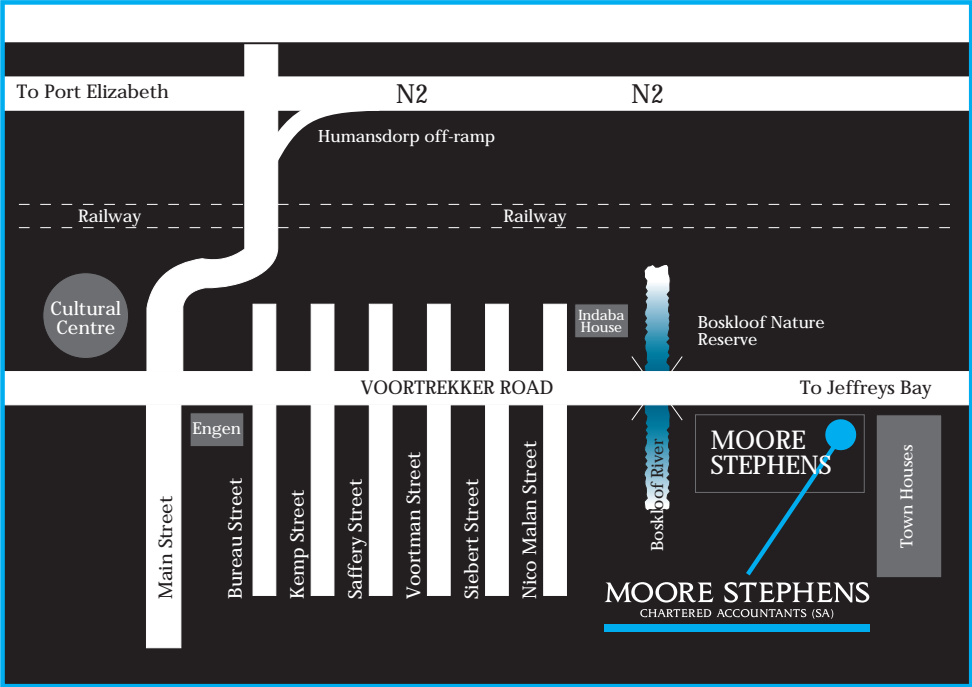 To Port Elizabeth
N2
N2
Humansdorp off-ramp
Railway
Railway
Cultural
Centre
Indaba
House
Boskloof Nature
Reserve
VOORTREKKER ROAD
To Jeffreys Bay
Engen
Main Street
Bureau Street
Kemp Street
Saffery Street
Voortman Street
Siebert Street
Nico Malan Street
Boskloof River
MOORE
STEPHENS
Town Houses
MOORE STEPHENS
CHARTERED ACCOUNTANTS (SA)